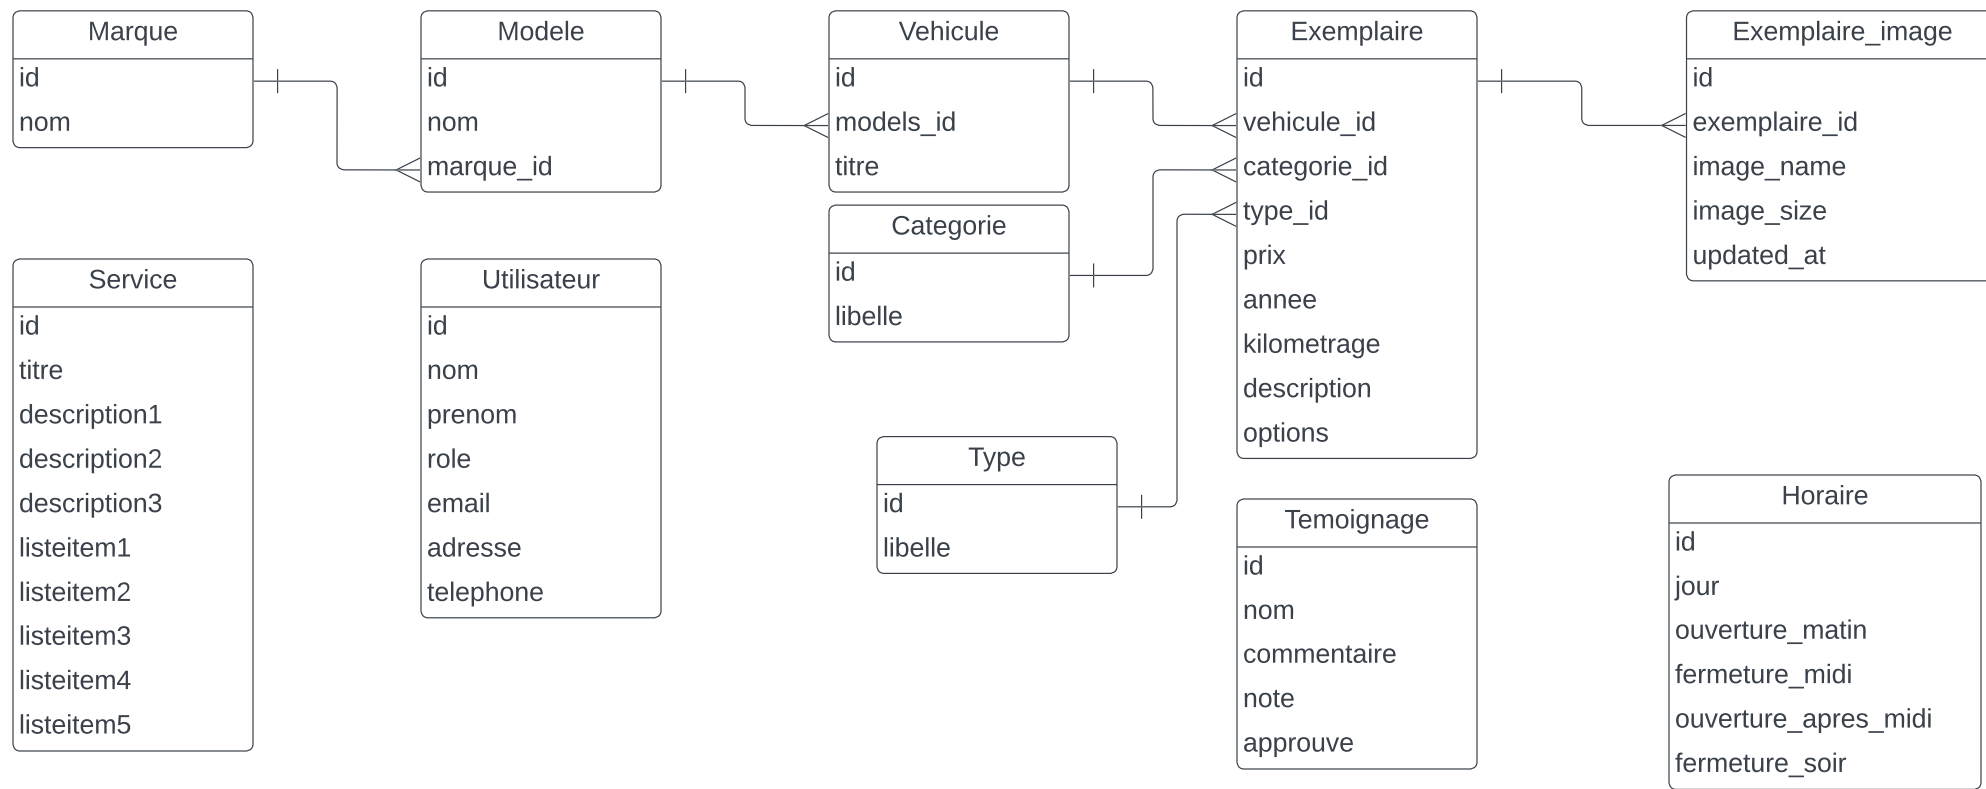 Marque
id
nom
Modele
id
nom
marque_id
Vehicule
id
models_id
titre
Categorie
id
libelle
Exemplaire
id
vehicule_id
categorie_id
type_id
prix
annee
kilometrage
description
options
Exemplaire_image
id
exemplaire_id
image_name
image_size
updated_at
Service
id
titre
description1
description2
description3
listeitem1
listeitem2
listeitem3
listeitem4
listeitem5
Utilisateur
id
nom
prenom
role
email
adresse
telephone
Type
id
libelle
Temoignage
id
nom
commentaire
note
approuve
Horaire
id
jour
ouverture_matin
fermeture_midi
ouverture_apres_midi
fermeture_soir